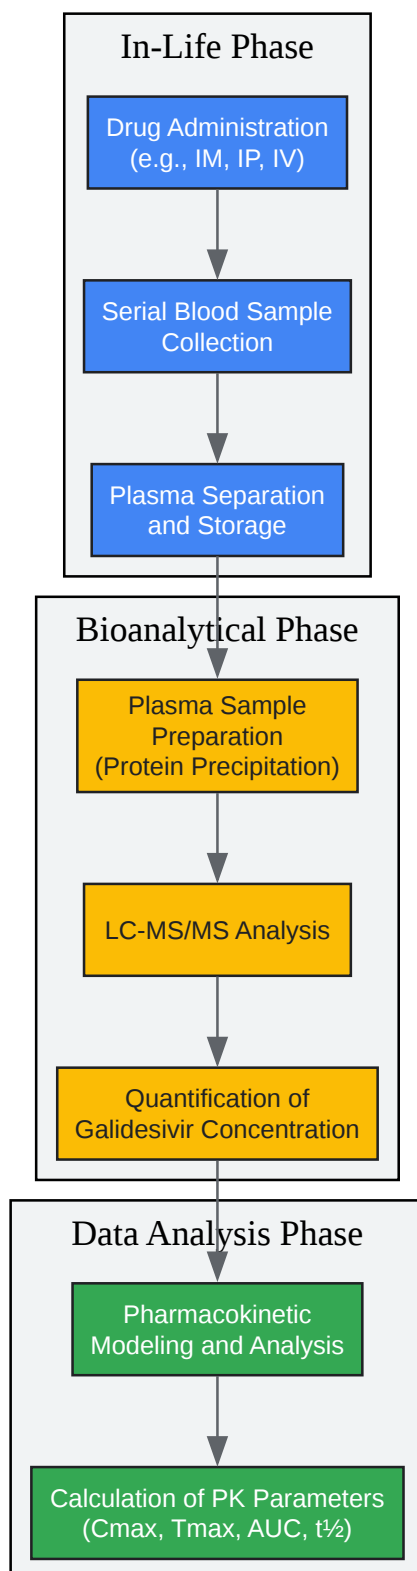 In-Life Phase
Drug Administration
(e.g., IM, IP, IV)
Serial Blood Sample
Collection
Plasma Separation
and Storage
Bioanalytical Phase
Plasma Sample
Preparation
(Protein Precipitation)
LC-MS/MS Analysis
Quantification of
Galidesivir Concentration
Data Analysis Phase
Pharmacokinetic
Modeling and Analysis
Calculation of PK Parameters
(Cmax, Tmax, AUC, t½)